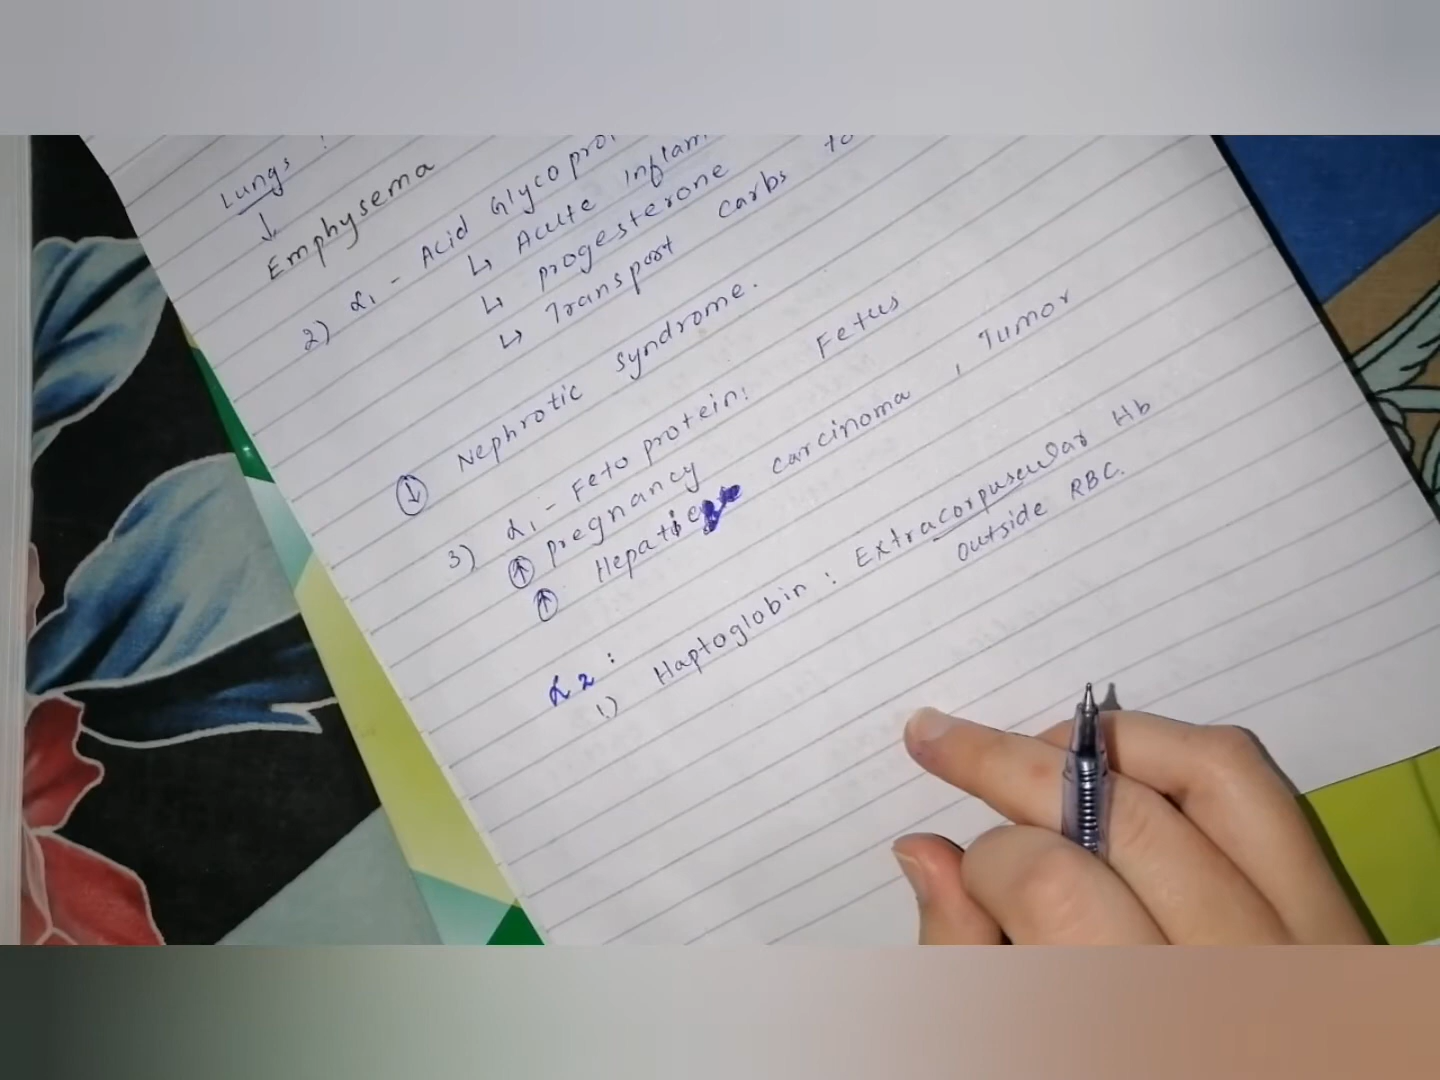 Lungs
↓
Emphysema
2) α1 - Acid Glycopro
↳ Acute inflam
↳ progesterone
↳ Transport carbs to
↓ Nephrotic syndrome.
3) α1 - Feto protein: Fetus
↑ pregnancy
↑ Hepatic carcinoma, Tumor
α2:
1.) Haptoglobin: Extracorpuscular Hb
outside RBC.